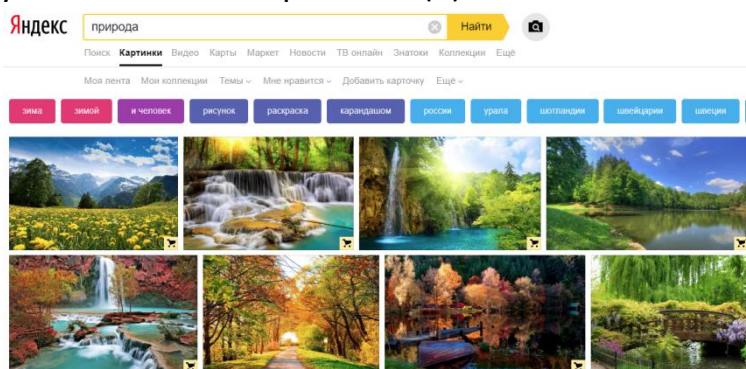 Яндекс природа Найти
Поиск Картинки Видео Карты Маркет Новости ТВ онлайн Знатоки Коллекции Ещё
Моя лента Мои коллекции Темы Мне нравится Добавить карточку Ещё
зима зимой и человек рисунок раскраска карандашом россии урала шотландии швейцарии швеции